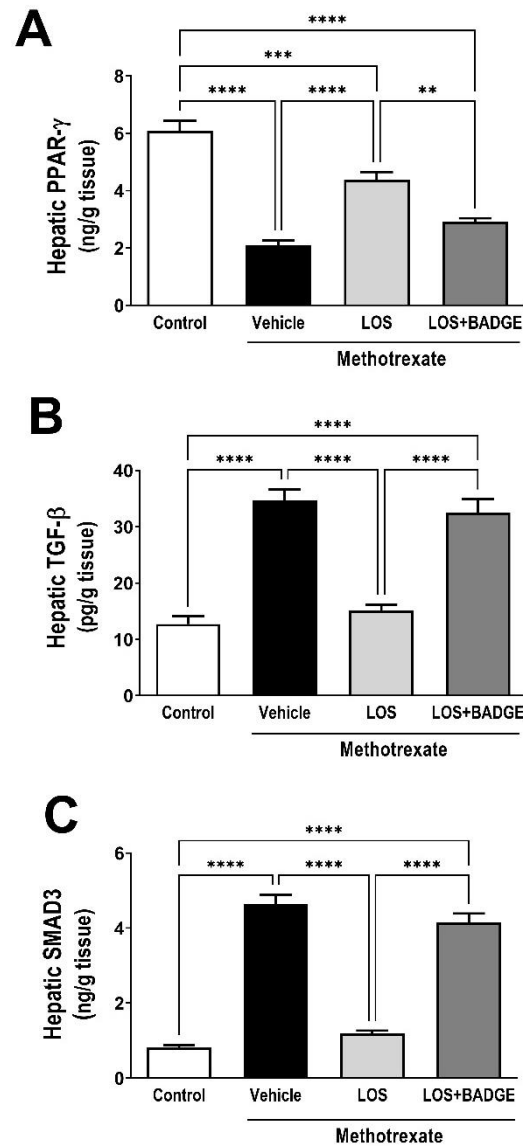 A
****
***
**** **** **
Hepatic PPAR-γ
(ng/g tissue)
8
6
4
2
0
Control Vehicle LOS LOS+BADGE
Methotrexate
B
****
**** **** ****
Hepatic TGF-β
(pg/g tissue)
40
30
20
10
0
Control Vehicle LOS LOS+BADGE
Methotrexate
C
****
**** **** ****
Hepatic SMAD3
(ng/g tissue)
6
4
2
0
Control Vehicle LOS LOS+BADGE
Methotrexate